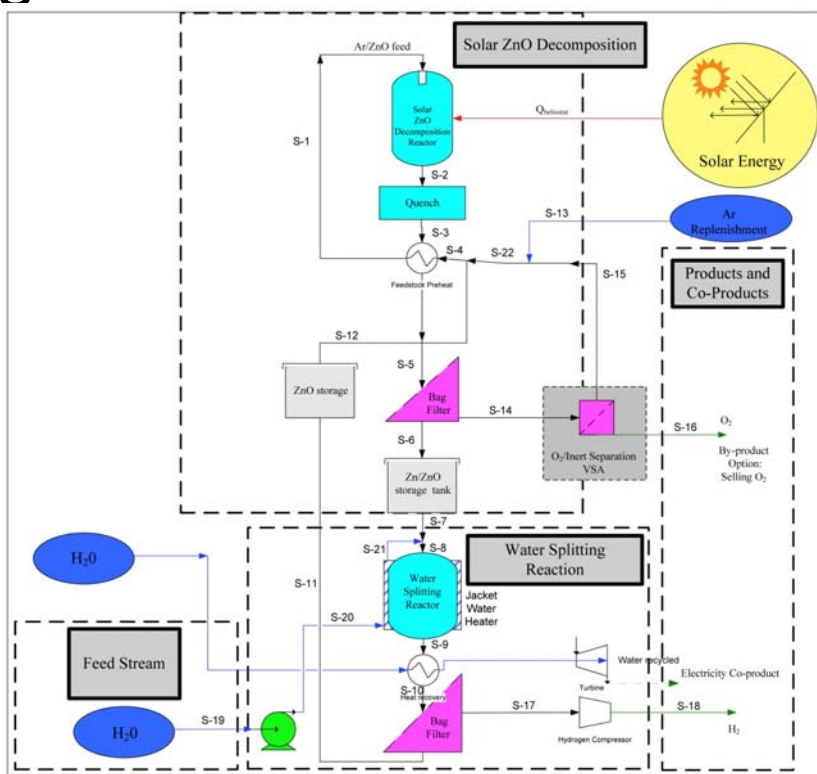 Solar ZnO Decomposition
Ar/ZnO feed
Solar
ZnO
Decomposition
Reactor
Q_heliostat
Solar Energy
S-1
S-2
Quench
S-3
S-4
S-22
S-13
Ar
Replenishment
Feedstock Preheat
S-15
Products and
Co-Products
S-12
ZnO storage
S-5
Bag
Filter
S-14
S-16
O₂
O₂/Inert Separation
VSA
By-product
Option:
Selling O₂
S-6
Zn/ZnO
storage tank
S-7
H₂0
S-21
S-8
Water Splitting
Reaction
Water
Splitting
Reactor
Jacket
Water
Heater
S-11
S-20
S-9
Feed Stream
S-10
Heat recovery
Water recycled
Turbine
Electricity Co-product
H₂0
S-19
Bag
Filter
S-17
S-18
Hydrogen Compressor
H₂